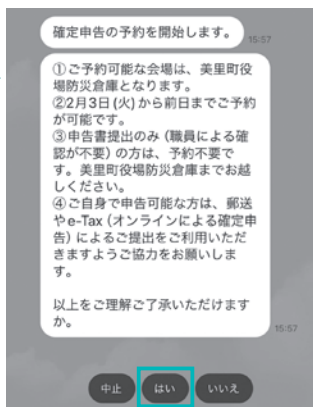 確定申告の予約を開始します。
15:57
①ご予約可能な会場は、美里町役
場防災倉庫となります。
②2月3日(火)から前日までご予約
が可能です。
③申告書提出のみ（職員による確
認が不要）の方は、予約不要で
す。美里町役場防災倉庫までお越
しください。
④ご自身で申告可能な方は、郵送
やe-Tax（オンラインによる確定申
告）によるご提出をご利用いただ
きますようご協力をお願いしま
す。
以上をご理解ご了承いただけます
か。
15:57
中止 はい いいえ